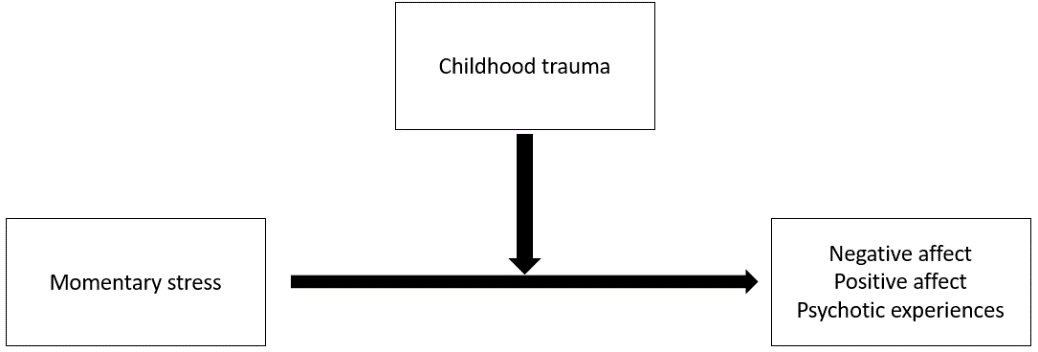 Childhood trauma
Momentary stress
Negative affect
Positive affect
Psychotic experiences